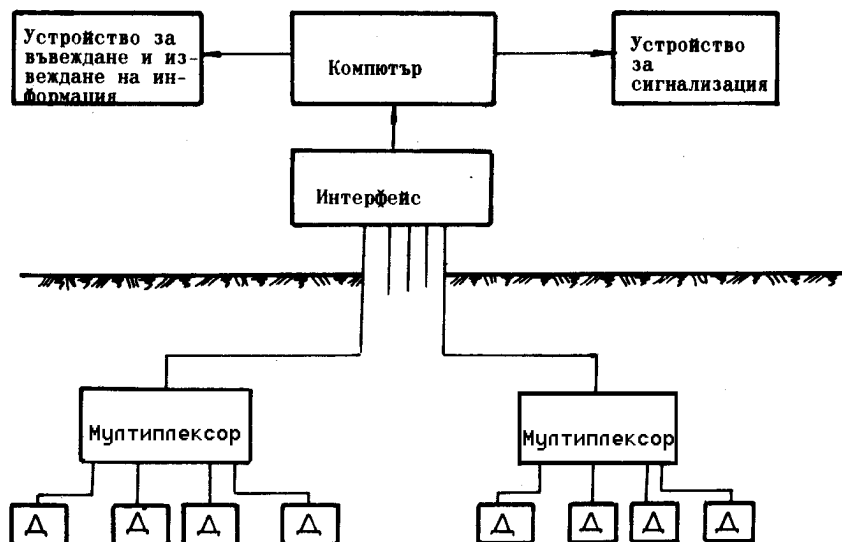 Устройство за
въвеждане и из-
веждане на ин-
формация
Компютър
Устройство
за
сигнализация
Интерфейс
Мултиплексор
Мултиплексор
Д Д Д Д Д Д Д Д